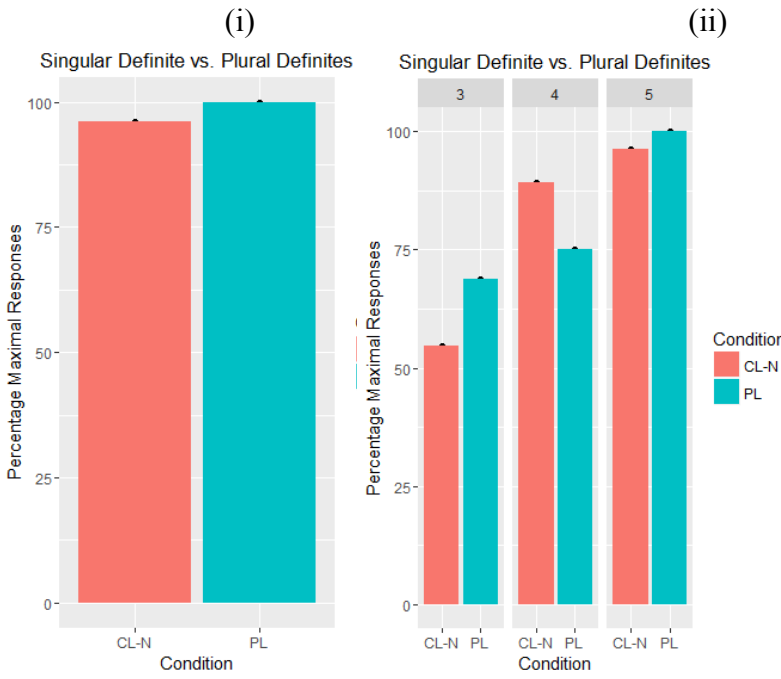 (i)
Singular Definite vs. Plural Definites
Percentage Maximal Responses
100
75
50
25
0
CL-N PL
Condition
(ii)
Singular Definite vs. Plural Definites
3 4 5
Percentage Maximal Responses
100
75
50
25
0
CL-N PL CL-N PL CL-N PL
Condition
Condition
CL-N
PL